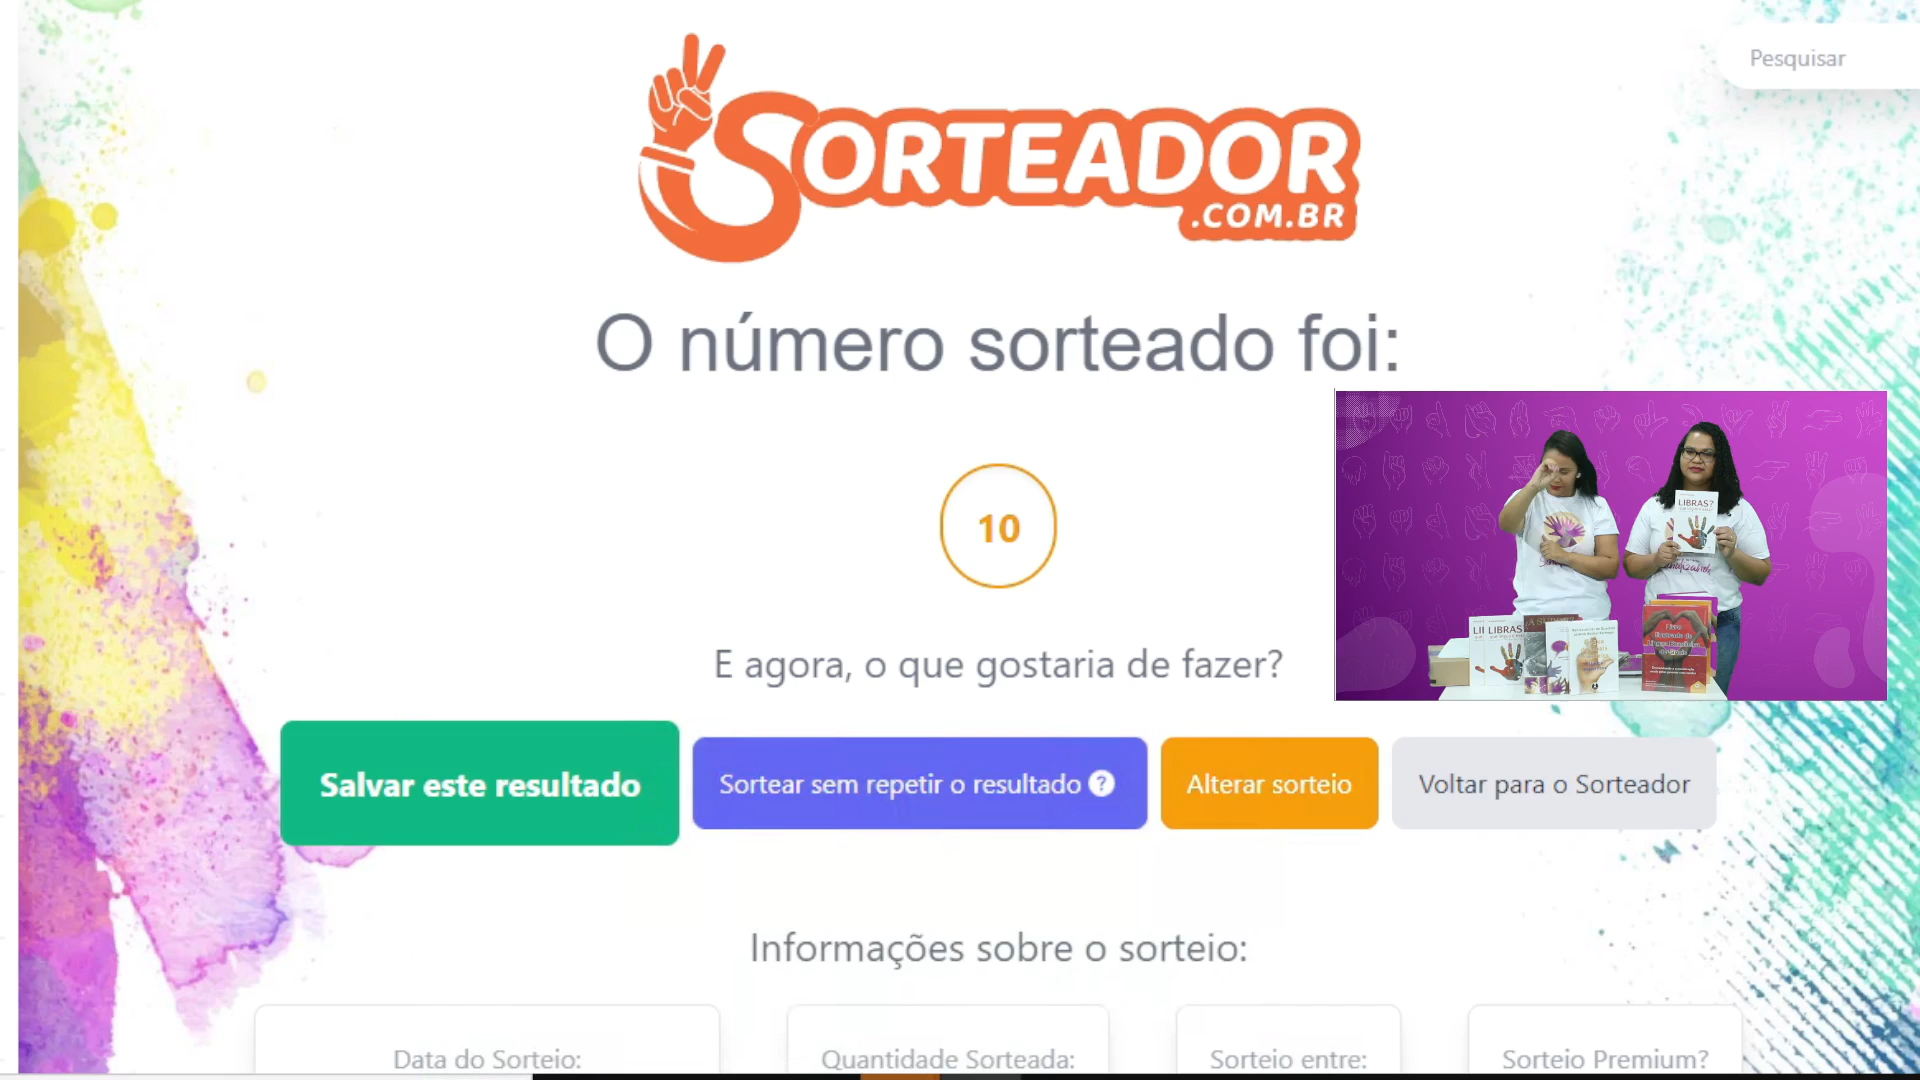 Pesquisar
SORTEADOR
.COM.BR
O número sorteado foi:
10
LIBRAS?
LIBRAS?
E agora, o que gostaria de fazer?
Salvar este resultado
Sortear sem repetir o resultado ?
Alterar sorteio
Voltar para o Sorteador
Informações sobre o sorteio:
Data do Sorteio:
Quantidade Sorteada:
Sorteio entre:
Sorteio Premium?